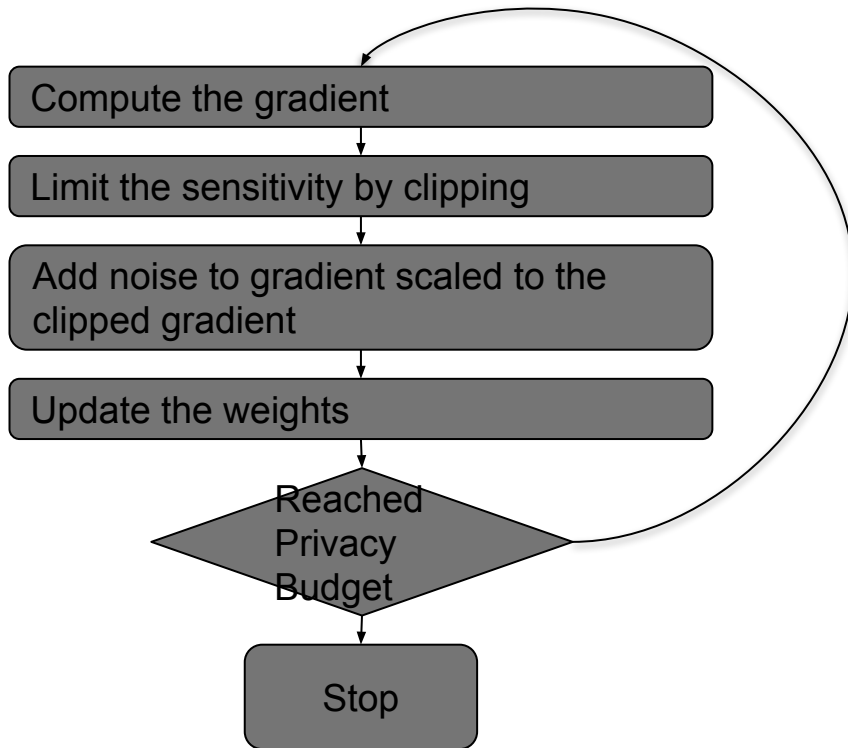 Compute the gradient
Limit the sensitivity by clipping
Add noise to gradient scaled to the
clipped gradient
Update the weights
Reached
Privacy
Budget
Stop